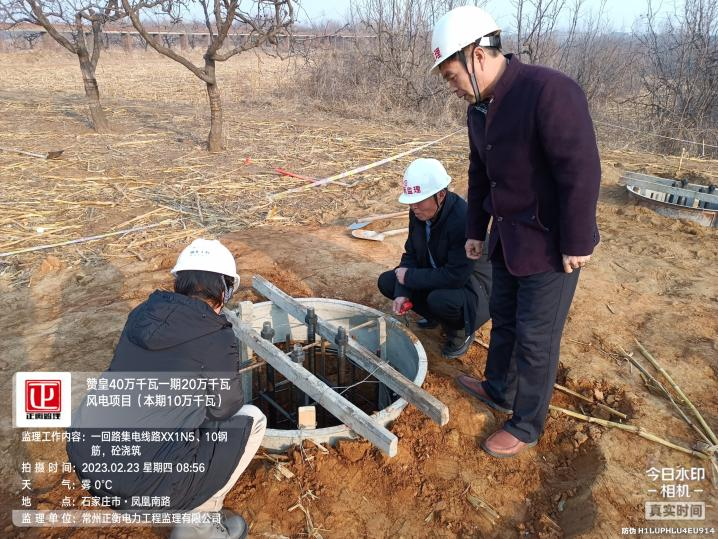 理
监理
正衡监理
赞皇40万千瓦一期20万千瓦
风电项目（本期10万千瓦）
监理工作内容: 一回路集电线路XX1N5、10钢
筋，砼浇筑
拍 摄 时 间: 2023.02.23 星期四 08:56
天 气: 雾 0℃
地 点: 石家庄市·凤凰南路
监 理 单 位: 常州正衡电力工程监理有限公司
今日水印
-相机-
真实时间
防伪 H1LUPHLU4EU914